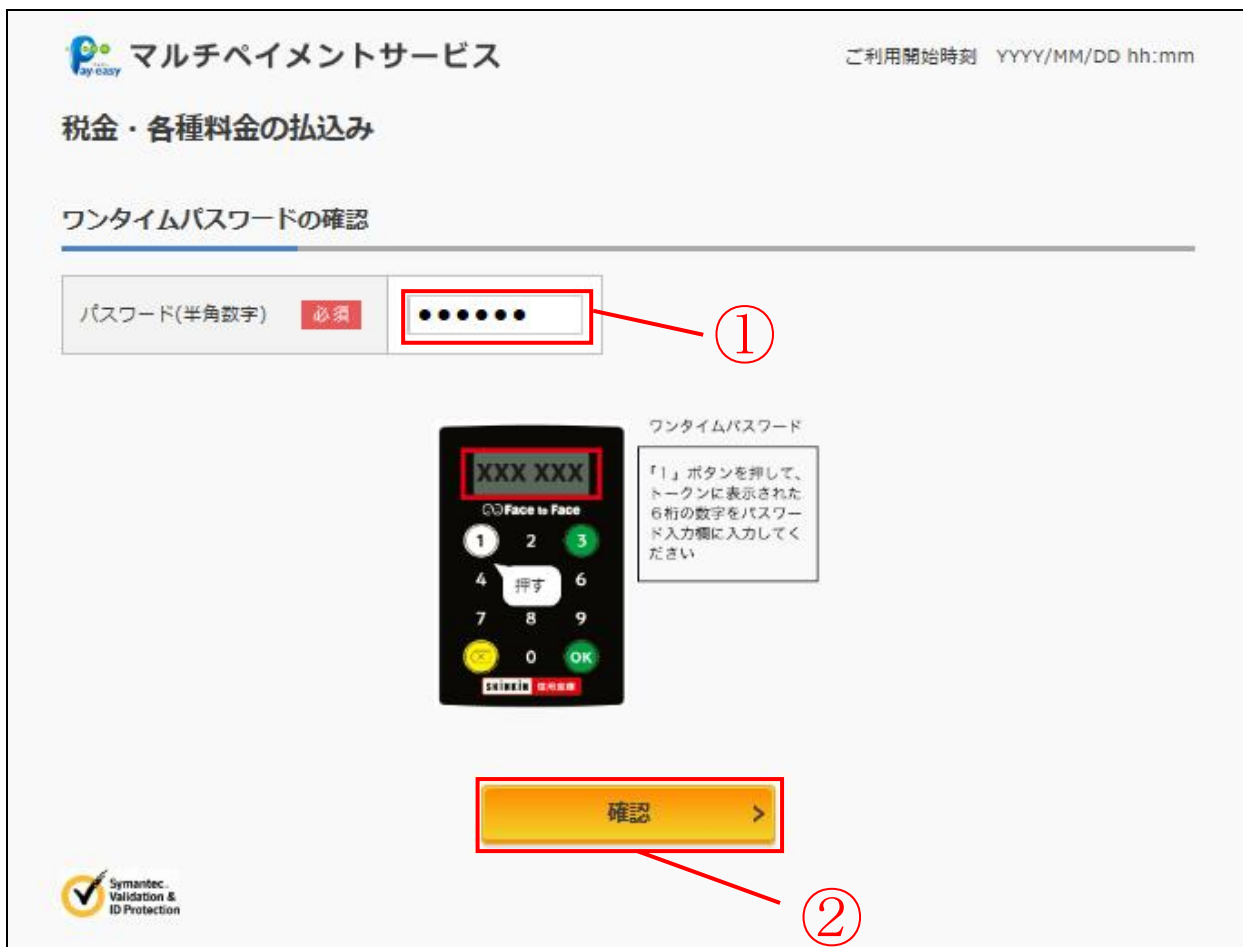 Pay-easy マルチペイメントサービス
ご利用開始時刻 YYYY/MM/DD hh:mm
税金・各種料金の払込み
ワンタイムパスワードの確認
パスワード(半角数字) 必須 ●●●●●●
①
ワンタイムパスワード
「1」ボタンを押して、
トークンに表示された
6桁の数字をパスワー
ド入力欄に入力してく
ださい
XXX XXX
Face to Face
1 2 3
4 押す 6
7 8 9
0 OK
SHINKIN 信用金庫
確認 >
②
Symantec.
Validation &
ID Protection